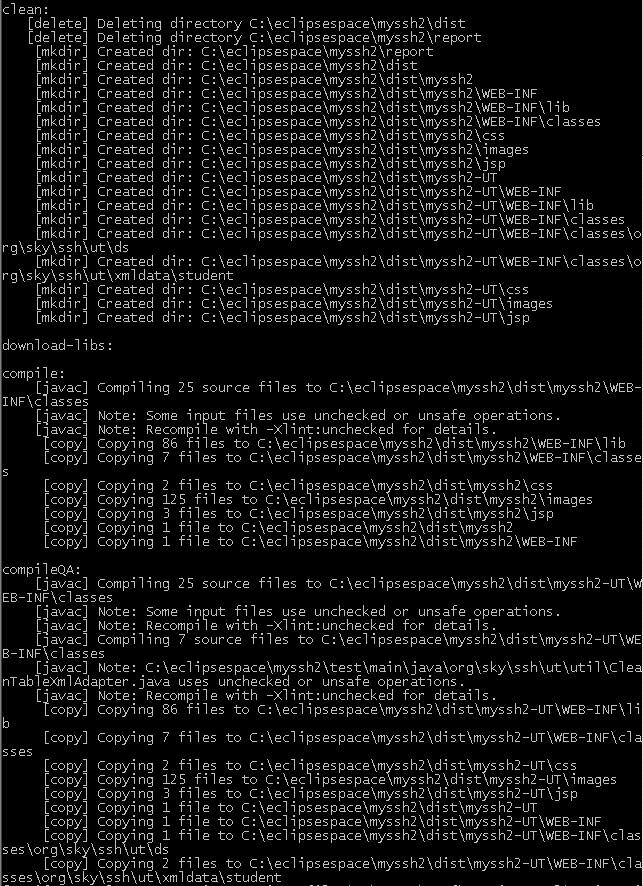 clean:
[delete] Deleting directory C:\eclipsespace\myssh2\dist
[delete] Deleting directory C:\eclipsespace\myssh2\report
[mkdir] Created dir: C:\eclipsespace\myssh2\report
[mkdir] Created dir: C:\eclipsespace\myssh2\dist
[mkdir] Created dir: C:\eclipsespace\myssh2\dist\myssh2
[mkdir] Created dir: C:\eclipsespace\myssh2\dist\myssh2\WEB-INF
[mkdir] Created dir: C:\eclipsespace\myssh2\dist\myssh2\WEB-INF\lib
[mkdir] Created dir: C:\eclipsespace\myssh2\dist\myssh2\WEB-INF\classes
[mkdir] Created dir: C:\eclipsespace\myssh2\dist\myssh2\css
[mkdir] Created dir: C:\eclipsespace\myssh2\dist\myssh2\images
[mkdir] Created dir: C:\eclipsespace\myssh2\dist\myssh2\jsp
[mkdir] Created dir: C:\eclipsespace\myssh2\dist\myssh2-UT
[mkdir] Created dir: C:\eclipsespace\myssh2\dist\myssh2-UT\WEB-INF
[mkdir] Created dir: C:\eclipsespace\myssh2\dist\myssh2-UT\WEB-INF\lib
[mkdir] Created dir: C:\eclipsespace\myssh2\dist\myssh2-UT\WEB-INF\classes
[mkdir] Created dir: C:\eclipsespace\myssh2\dist\myssh2-UT\WEB-INF\classes\o
rg\sky\ssh\ut\ds
[mkdir] Created dir: C:\eclipsespace\myssh2\dist\myssh2-UT\WEB-INF\classes\o
rg\sky\ssh\ut\xmldata\student
[mkdir] Created dir: C:\eclipsespace\myssh2\dist\myssh2-UT\css
[mkdir] Created dir: C:\eclipsespace\myssh2\dist\myssh2-UT\images
[mkdir] Created dir: C:\eclipsespace\myssh2\dist\myssh2-UT\jsp
download-libs:
compile:
[javac] Compiling 25 source files to C:\eclipsespace\myssh2\dist\myssh2\WEB-
INF\classes
[javac] Note: Some input files use unchecked or unsafe operations.
[javac] Note: Recompile with -Xlint:unchecked for details.
[copy] Copying 86 files to C:\eclipsespace\myssh2\dist\myssh2\WEB-INF\lib
[copy] Copying 7 files to C:\eclipsespace\myssh2\dist\myssh2\WEB-INF\classe
s
[copy] Copying 2 files to C:\eclipsespace\myssh2\dist\myssh2\css
[copy] Copying 125 files to C:\eclipsespace\myssh2\dist\myssh2\images
[copy] Copying 3 files to C:\eclipsespace\myssh2\dist\myssh2\jsp
[copy] Copying 1 file to C:\eclipsespace\myssh2\dist\myssh2
[copy] Copying 1 file to C:\eclipsespace\myssh2\dist\myssh2\WEB-INF
compileQA:
[javac] Compiling 25 source files to C:\eclipsespace\myssh2\dist\myssh2-UT\W
EB-INF\classes
[javac] Note: Some input files use unchecked or unsafe operations.
[javac] Note: Recompile with -Xlint:unchecked for details.
[javac] Compiling 7 source files to C:\eclipsespace\myssh2\dist\myssh2-UT\WE
B-INF\classes
[javac] Note: C:\eclipsespace\myssh2\test\main\java\org\sky\ssh\ut\util\Clea
nTableXmlAdapter.java uses unchecked or unsafe operations.
[javac] Note: Recompile with -Xlint:unchecked for details.
[copy] Copying 86 files to C:\eclipsespace\myssh2\dist\myssh2-UT\WEB-INF\li
b
[copy] Copying 7 files to C:\eclipsespace\myssh2\dist\myssh2-UT\WEB-INF\cla
sses
[copy] Copying 2 files to C:\eclipsespace\myssh2\dist\myssh2-UT\css
[copy] Copying 125 files to C:\eclipsespace\myssh2\dist\myssh2-UT\images
[copy] Copying 3 files to C:\eclipsespace\myssh2\dist\myssh2-UT\jsp
[copy] Copying 1 file to C:\eclipsespace\myssh2\dist\myssh2-UT
[copy] Copying 1 file to C:\eclipsespace\myssh2\dist\myssh2-UT\WEB-INF
[copy] Copying 1 file to C:\eclipsespace\myssh2\dist\myssh2-UT\WEB-INF\clas
ses\org\sky\ssh\ut\ds
[copy] Copying 2 files to C:\eclipsespace\myssh2\dist\myssh2-UT\WEB-INF\cla
sses\org\sky\ssh\ut\xmldata\student